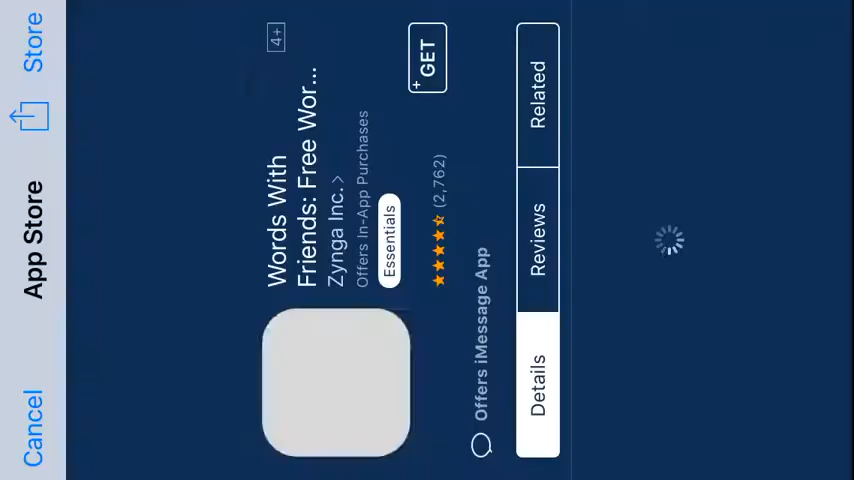 Cancel
App Store
Store
Words With
Friends: Free Wor...
4+
Zynga Inc. >
Offers In-App Purchases
Essentials
+ GET
★★★★⯪ (2,762)
Offers iMessage App
Details
Reviews
Related